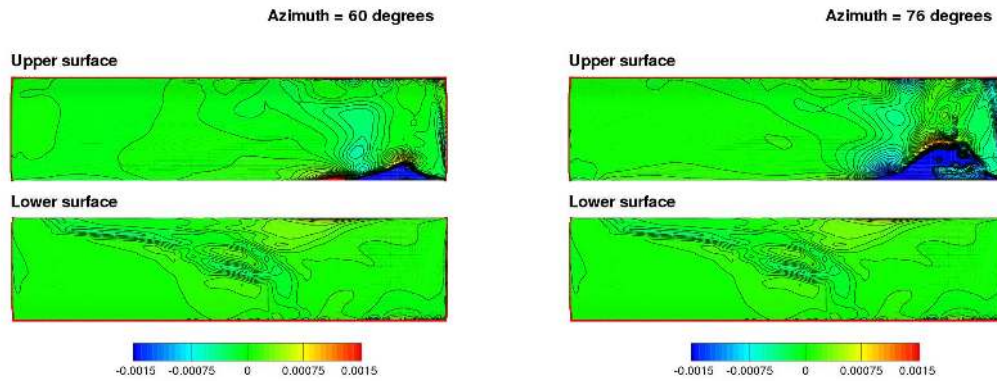 Azimuth = 60 degrees
Upper surface
Lower surface
-0.0015 -0.00075 0 0.00075 0.0015
Azimuth = 76 degrees
Upper surface
Lower surface
-0.0015 -0.00075 0 0.00075 0.0015